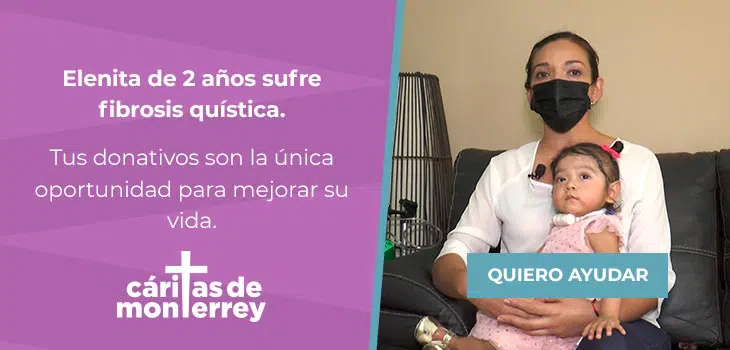 Elenita de 2 años sufre
fibrosis quística.
Tus donativos son la única
oportunidad para mejorar su
vida.
cáritas de
monterrey
QUIERO AYUDAR